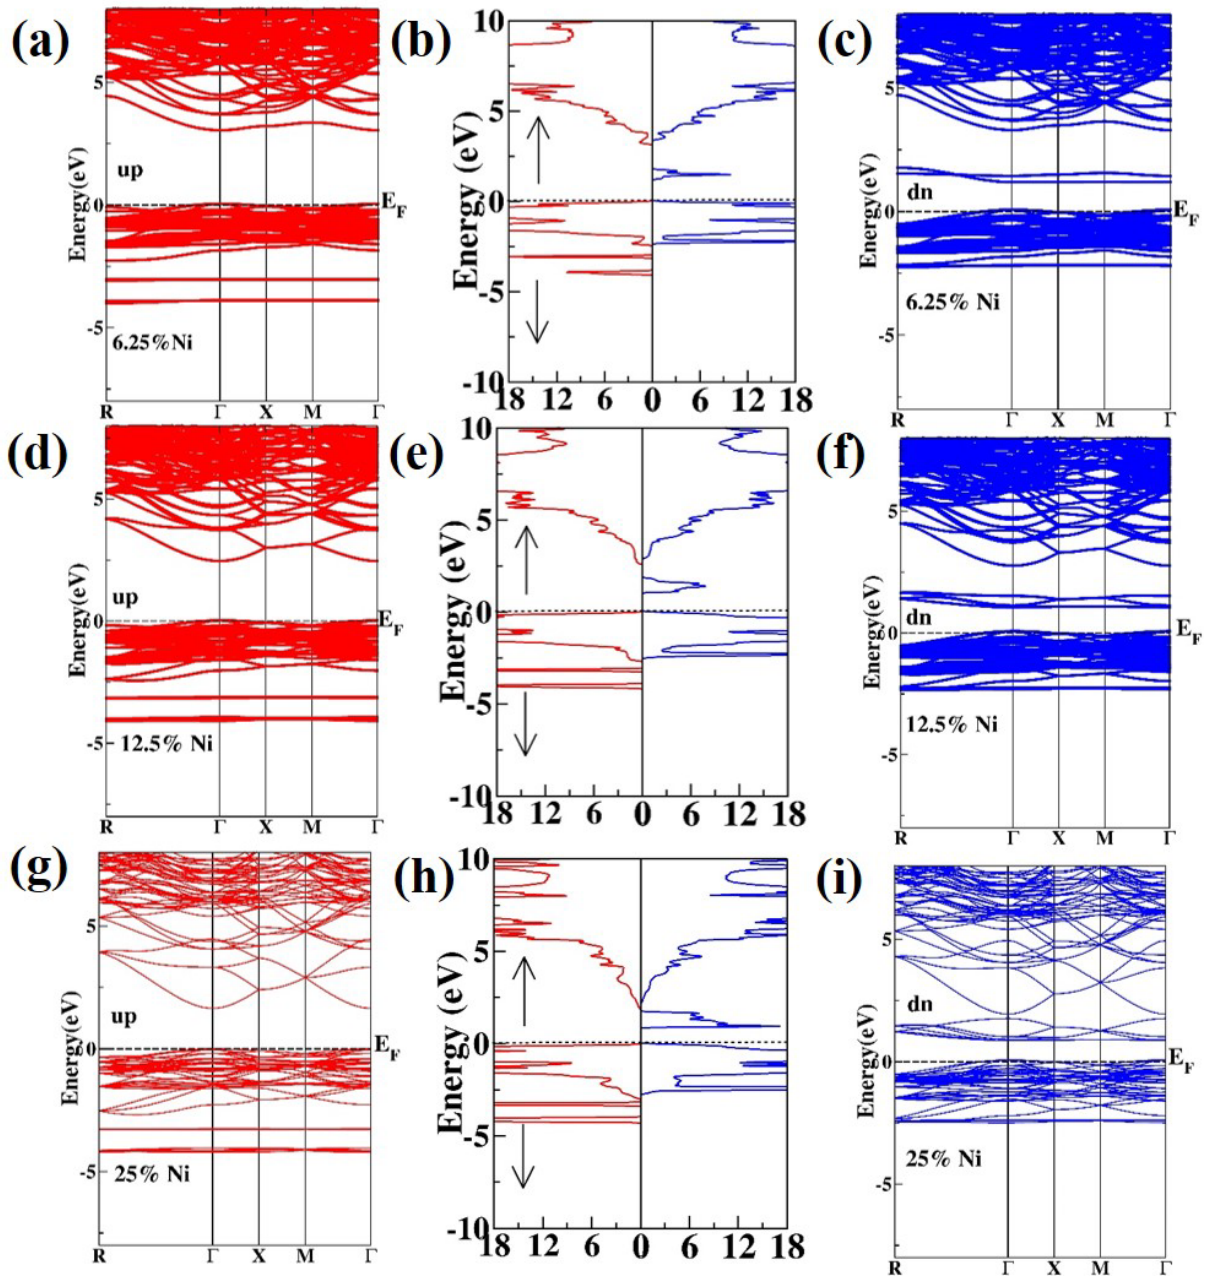 (a) (b) (c)
5
up
Energy(eV)
0
E_F
-5
6.25%Ni
R Γ X M Γ
10
5
0
-5
-10
Energy (eV)
18 12 6 0 6 12 18
5
dn
Energy(eV)
0
E_F
6.25% Ni
-5
R Γ X M Γ
(d) (e) (f)
5
up
Energy(eV)
0
E_F
-5
12.5% Ni
R Γ X M Γ
10
5
0
-5
-10
Energy (eV)
18 12 6 0 6 12 18
5
dn
Energy(eV)
0
E_F
12.5% Ni
-5
R Γ X M Γ
(g) (h) (i)
5
up
Energy(eV)
0
E_F
-5
25% Ni
R Γ X M Γ
10
5
0
-5
-10
Energy (eV)
18 12 6 0 6 12 18
5
dn
Energy(eV)
0
E_F
25% Ni
-5
R Γ X M Γ